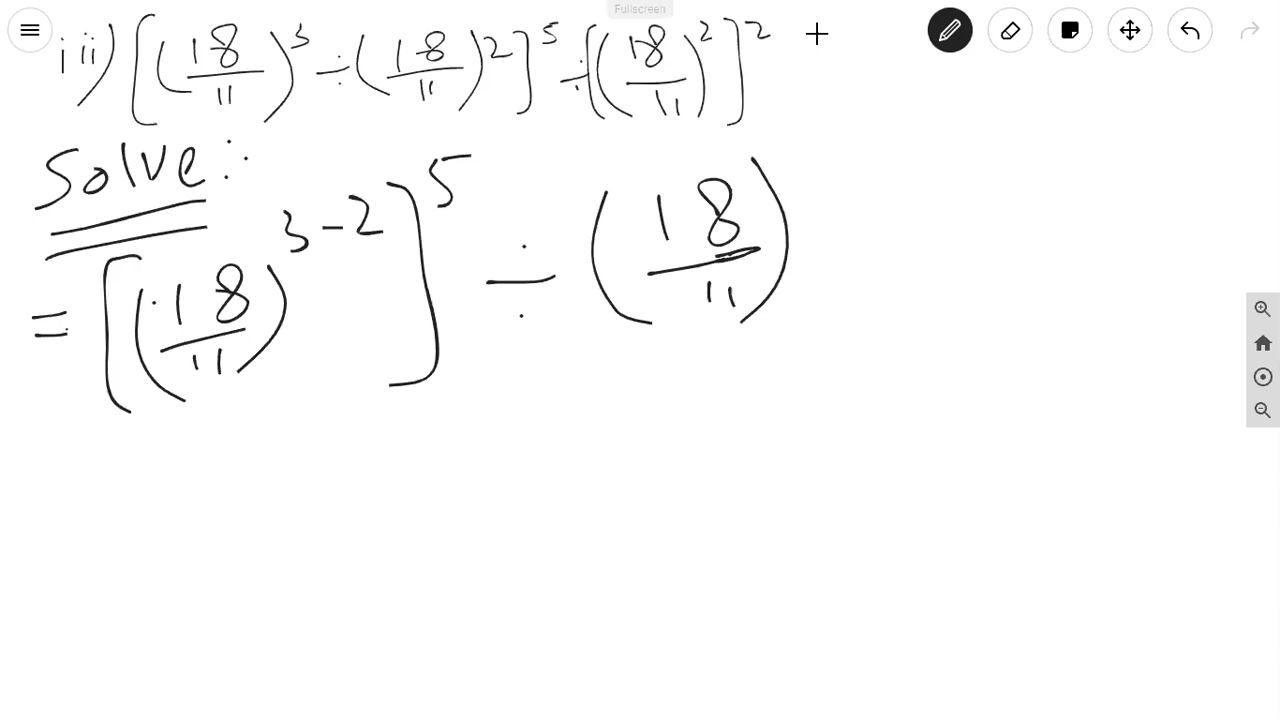 Fullscreen
iii) [(18/11)^3 ÷ (18/11)^2]^5 ÷ [(18/11)^2]^2
Solve:·
= [(18/11)^3-2]^5 ÷ (18/11)